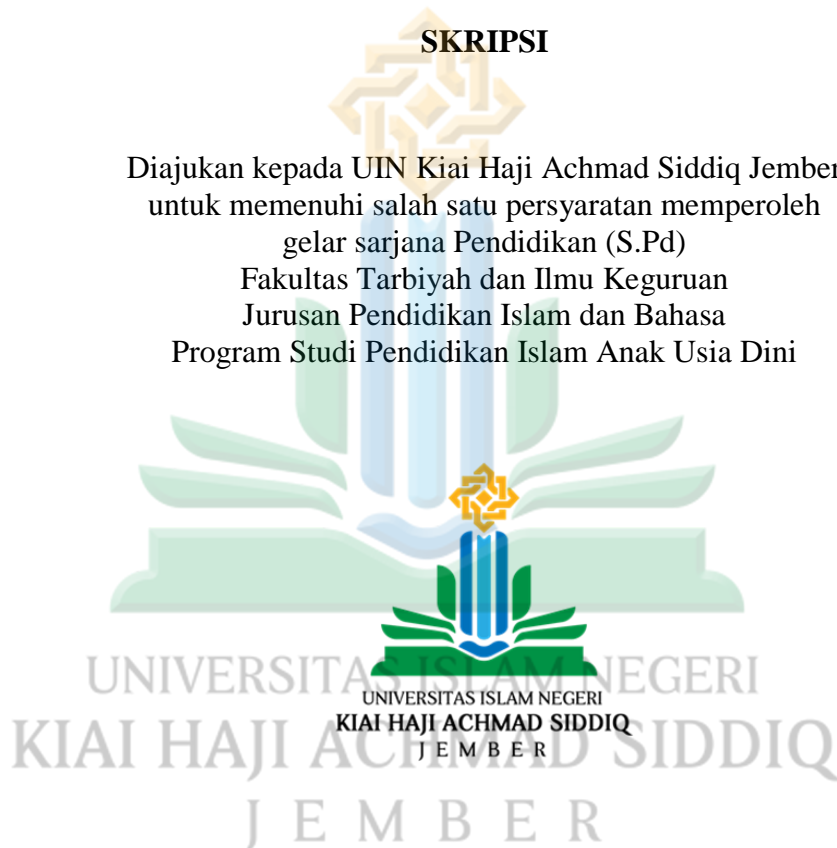 SKRIPSI
Diajukan kepada UIN Kiai Haji Achmad Siddiq Jember
untuk memenuhi salah satu persyaratan memperoleh
gelar sarjana Pendidikan (S.Pd)
Fakultas Tarbiyah dan Ilmu Keguruan
Jurusan Pendidikan Islam dan Bahasa
Program Studi Pendidikan Islam Anak Usia Dini
UNIVERSITAS ISLAM NEGERI
KIAI HAJI ACHMAD SIDDIQ
JEMBER
UNIVERSITAS ISLAM NEGERI
KIAI HAJI ACHMAD SIDDIQ
JEMBER